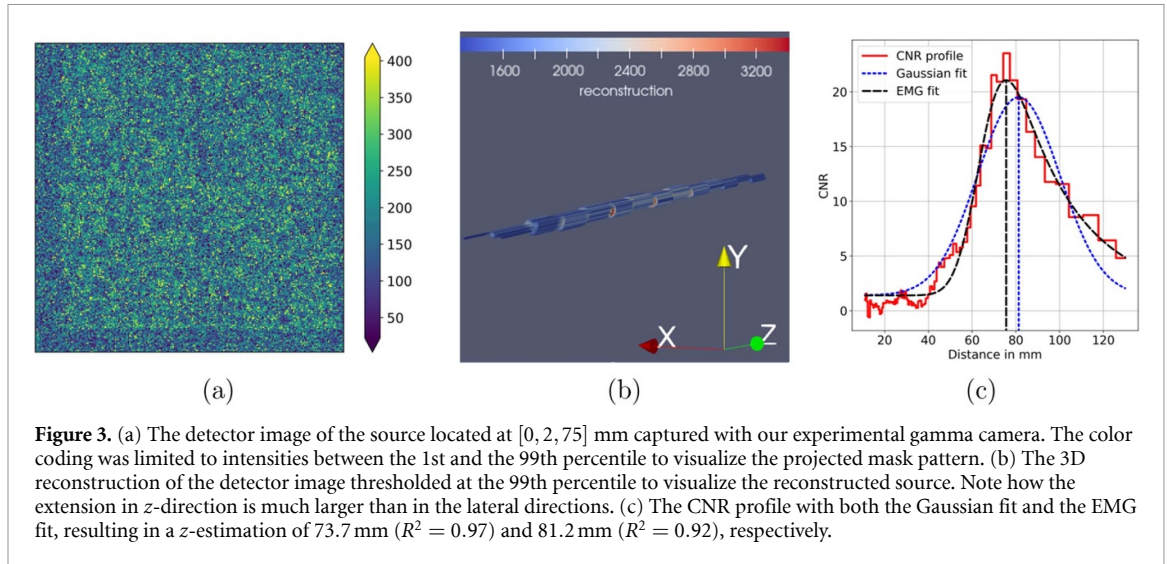 400
350
300
250
200
150
100
50
(a)
1600 2000 2400 2800 3200
reconstruction
Y
X
Z
(b)
CNR profile
Gaussian fit
EMG fit
CNR
20
15
10
5
0
20 40 60 80 100 120
Distance in mm
(c)
Figure 3. (a) The detector image of the source located at [0, 2, 75] mm captured with our experimental gamma camera. The color
coding was limited to intensities between the 1st and the 99th percentile to visualize the projected mask pattern. (b) The 3D
reconstruction of the detector image thresholded at the 99th percentile to visualize the reconstructed source. Note how the
extension in z-direction is much larger than in the lateral directions. (c) The CNR profile with both the Gaussian fit and the EMG
fit, resulting in a z-estimation of 73.7 mm (R² = 0.97) and 81.2 mm (R² = 0.92), respectively.